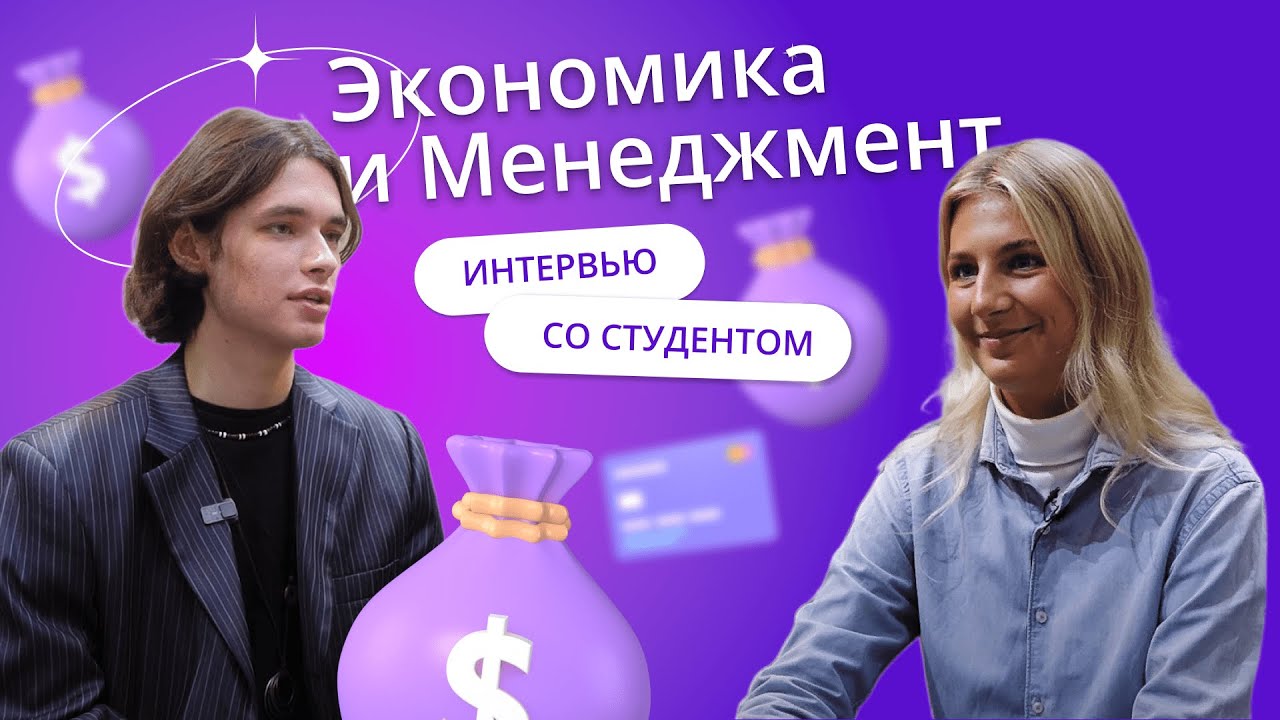 Экономика
и Менеджмент
ИНТЕРВЬЮ
СО СТУДЕНТОМ
$
$